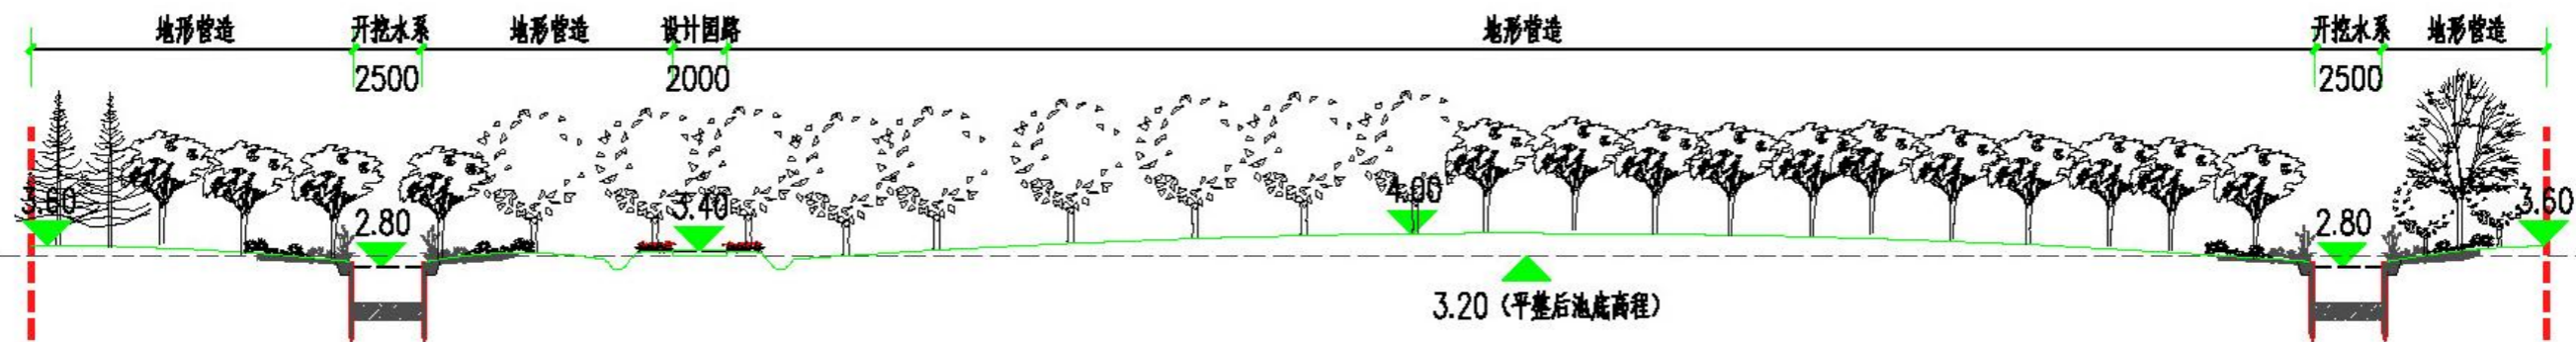 地形营造 开挖水系 地形营造 设计园路 地形营造 开挖水系 地形营造
2500 2000 2500
3.60 2.80 3.40 4.00 2.80 3.60
3.20 (平整后池底高程)